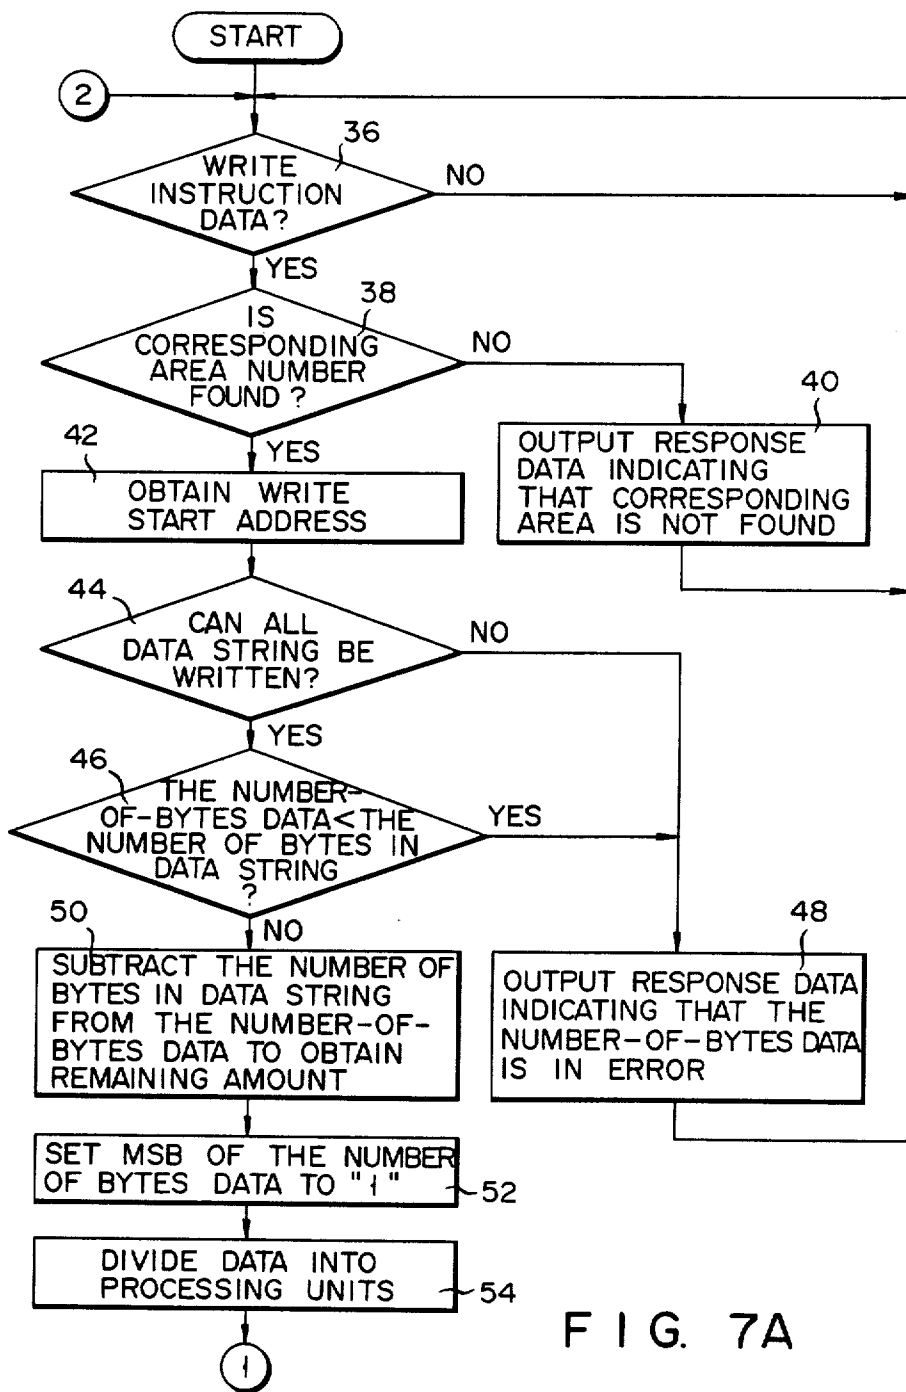 START
2
36
WRITE
INSTRUCTION
DATA?
NO
YES
38
IS
CORRESPONDING
AREA NUMBER
FOUND?
NO
YES
40
OUTPUT RESPONSE
DATA INDICATING
THAT CORRESPONDING
AREA IS NOT FOUND
42
OBTAIN WRITE
START ADDRESS
44
CAN ALL
DATA STRING BE
WRITTEN?
NO
YES
46
THE NUMBER-
OF-BYTES DATA<THE
NUMBER OF BYTES IN
DATA STRING
?
YES
NO
48
OUTPUT RESPONSE DATA
INDICATING THAT THE
NUMBER-OF-BYTES DATA
IS IN ERROR
50
SUBTRACT THE NUMBER OF
BYTES IN DATA STRING
FROM THE NUMBER-OF-
BYTES DATA TO OBTAIN
REMAINING AMOUNT
SET MSB OF THE NUMBER
OF BYTES DATA TO "1"
52
DIVIDE DATA INTO
PROCESSING UNITS
54
1
FIG. 7A